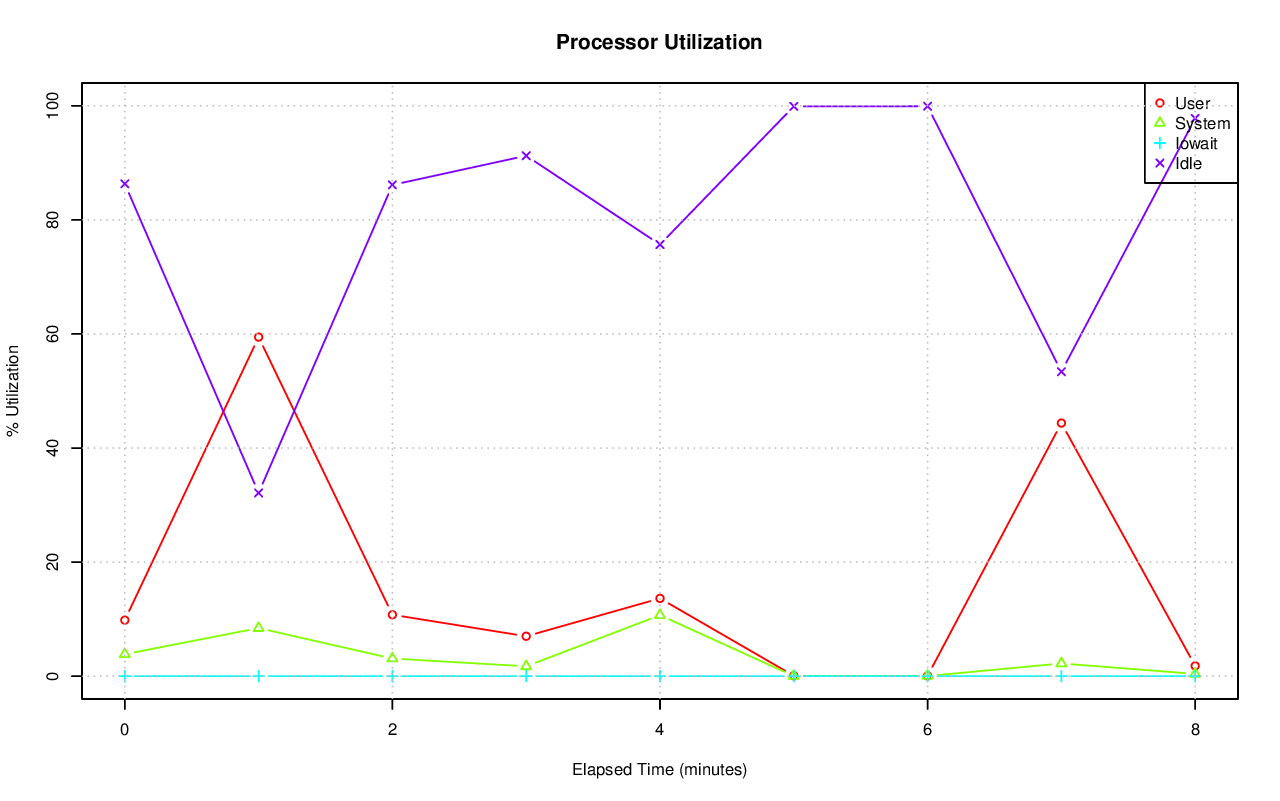 Processor Utilization
User
System
Iowait
Idle
% Utilization
100
80
60
40
20
0
0 2 4 6 8
Elapsed Time (minutes)